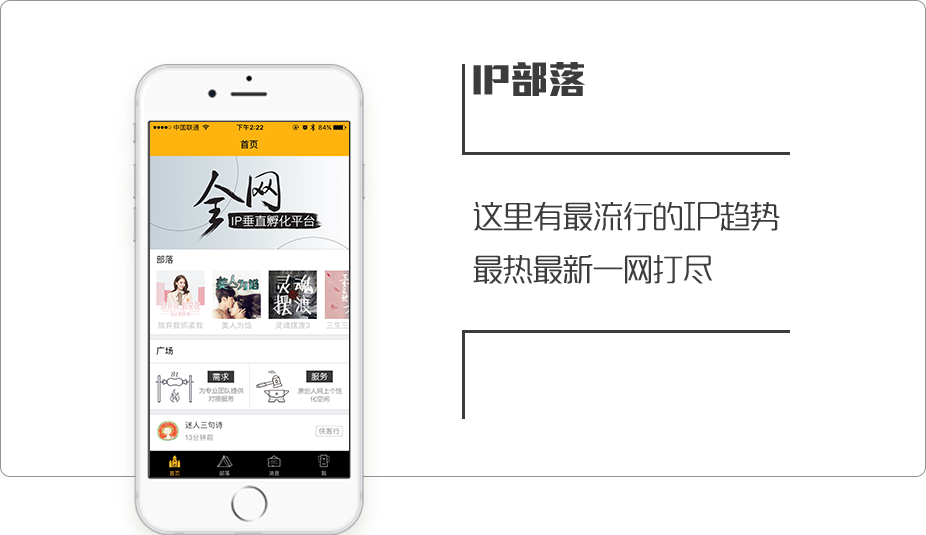 IP部落
这里有最流行的IP趋势
最热最新一网打尽
中国联通
下午2:22
84%
首页
全网
IP垂直孵化平台
部落
美人为馅
灵魂摆渡
放弃我抓紧我
美人为馅
灵魂摆渡3
三生三
广场
需求
为专业团队提供
对接服务
服务
原创人网上个性
化空间
迷人三句诗
13分钟前
侠客行
首页
部落
消息
我